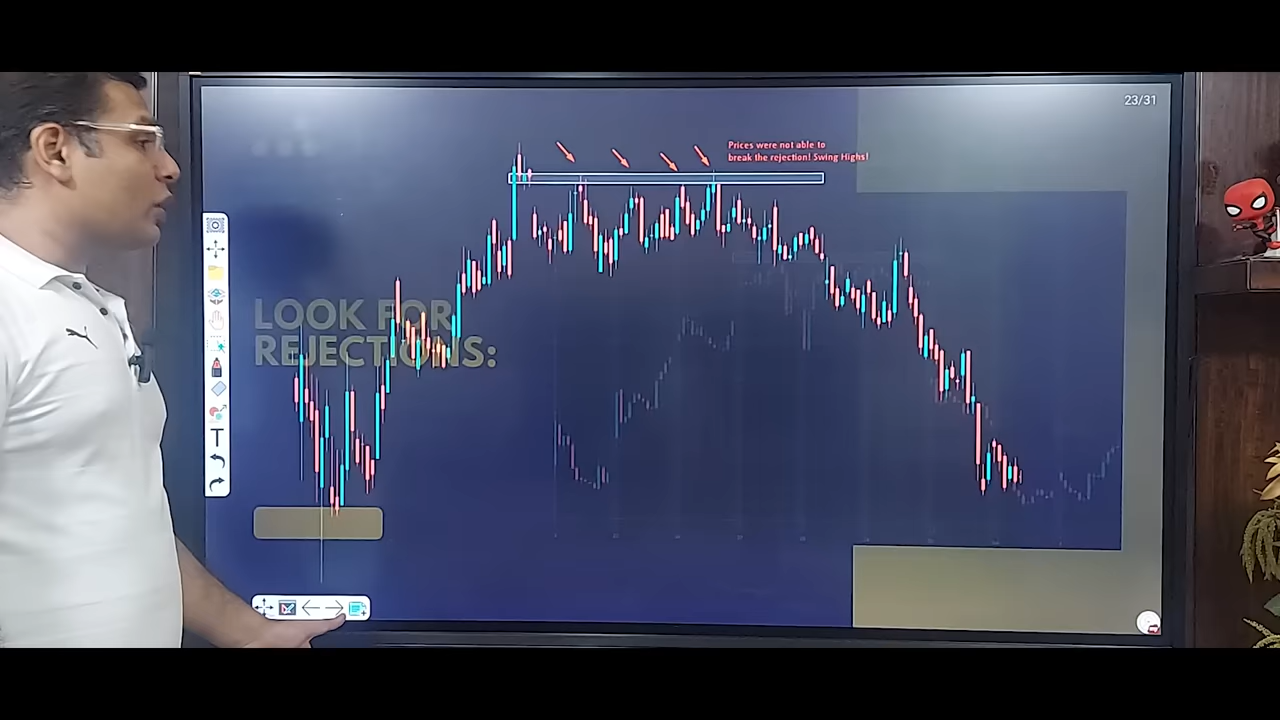 23/31
Prices were not able to
break the rejection! Swing Highs!
LOOK FOR
REJECTIONS:
T